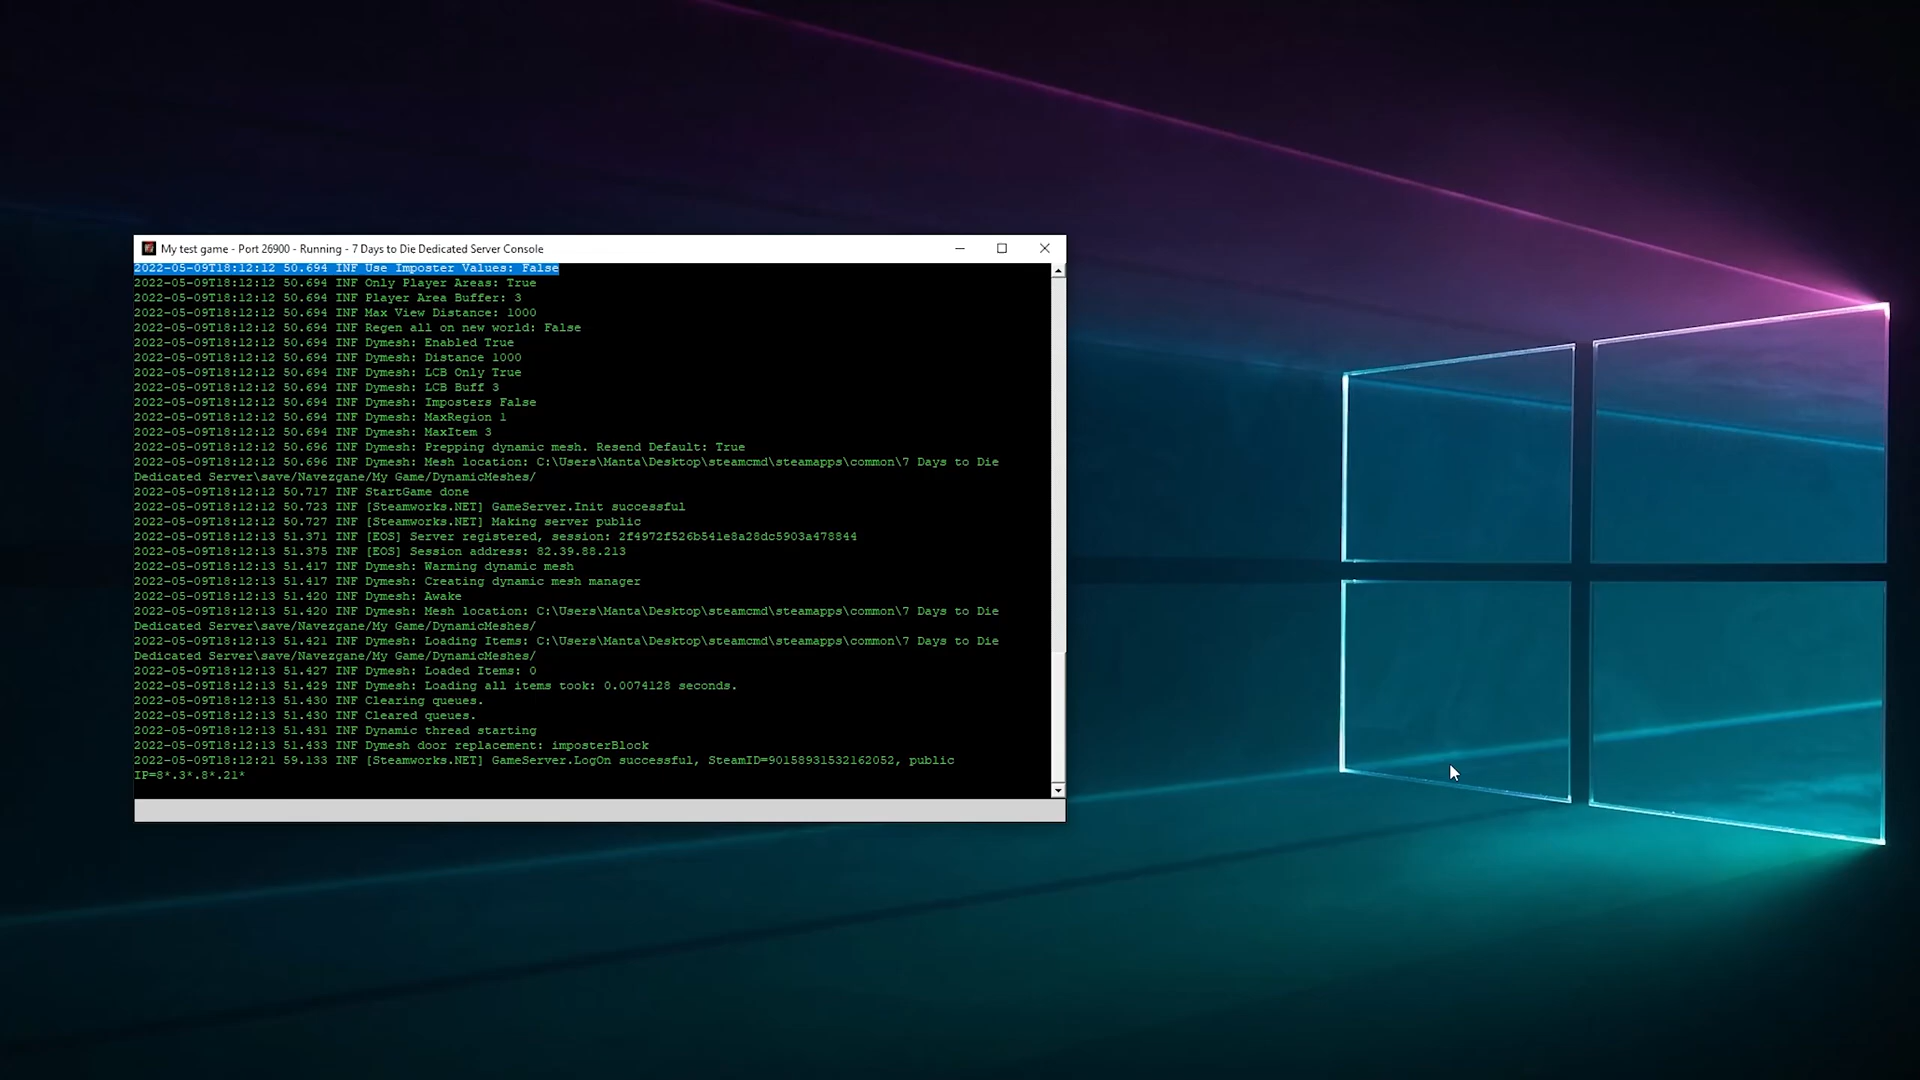 My test game - Port 26900 - Running - 7 Days to Die Dedicated Server Console
2022-05-09T18:12:12 50.694 INF Use Imposter Values: False
2022-05-09T18:12:12 50.694 INF Only Player Areas: True
2022-05-09T18:12:12 50.694 INF Player Area Buffer: 3
2022-05-09T18:12:12 50.694 INF Max View Distance: 1000
2022-05-09T18:12:12 50.694 INF Regen all on new world: False
2022-05-09T18:12:12 50.694 INF Dymesh: Enabled True
2022-05-09T18:12:12 50.694 INF Dymesh: Distance 1000
2022-05-09T18:12:12 50.694 INF Dymesh: LCB Only True
2022-05-09T18:12:12 50.694 INF Dymesh: LCB Buff 3
2022-05-09T18:12:12 50.694 INF Dymesh: Imposters False
2022-05-09T18:12:12 50.694 INF Dymesh: MaxRegion 1
2022-05-09T18:12:12 50.694 INF Dymesh: MaxItem 3
2022-05-09T18:12:12 50.696 INF Dymesh: Prepping dynamic mesh. Resend Default: True
2022-05-09T18:12:12 50.696 INF Dymesh: Mesh location: C:\Users\Manta\Desktop\steamcmd\steamapps\common\7 Days to Die
Dedicated Server\save/Navezgane/My Game/DynamicMeshes/
2022-05-09T18:12:12 50.717 INF StartGame done
2022-05-09T18:12:12 50.723 INF [Steamworks.NET] GameServer.Init successful
2022-05-09T18:12:12 50.727 INF [Steamworks.NET] Making server public
2022-05-09T18:12:13 51.371 INF [EOS] Server registered, session: 2f4972f526b541e8a28dc5903a478844
2022-05-09T18:12:13 51.375 INF [EOS] Session address: 82.39.88.213
2022-05-09T18:12:13 51.417 INF Dymesh: Warming dynamic mesh
2022-05-09T18:12:13 51.417 INF Dymesh: Creating dynamic mesh manager
2022-05-09T18:12:13 51.420 INF Dymesh: Awake
2022-05-09T18:12:13 51.420 INF Dymesh: Mesh location: C:\Users\Manta\Desktop\steamcmd\steamapps\common\7 Days to Die
Dedicated Server\save/Navezgane/My Game/DynamicMeshes/
2022-05-09T18:12:13 51.421 INF Dymesh: Loading Items: C:\Users\Manta\Desktop\steamcmd\steamapps\common\7 Days to Die
Dedicated Server\save/Navezgane/My Game/DynamicMeshes/
2022-05-09T18:12:13 51.427 INF Dymesh: Loaded Items: 0
2022-05-09T18:12:13 51.429 INF Dymesh: Loading all items took: 0.0074128 seconds.
2022-05-09T18:12:13 51.430 INF Clearing queues.
2022-05-09T18:12:13 51.430 INF Cleared queues.
2022-05-09T18:12:13 51.431 INF Dynamic thread starting
2022-05-09T18:12:13 51.433 INF Dymesh door replacement: imposterBlock
2022-05-09T18:12:21 59.133 INF [Steamworks.NET] GameServer.LogOn successful, SteamID=90158931532162052, public
IP=8*.3*.8*.21*